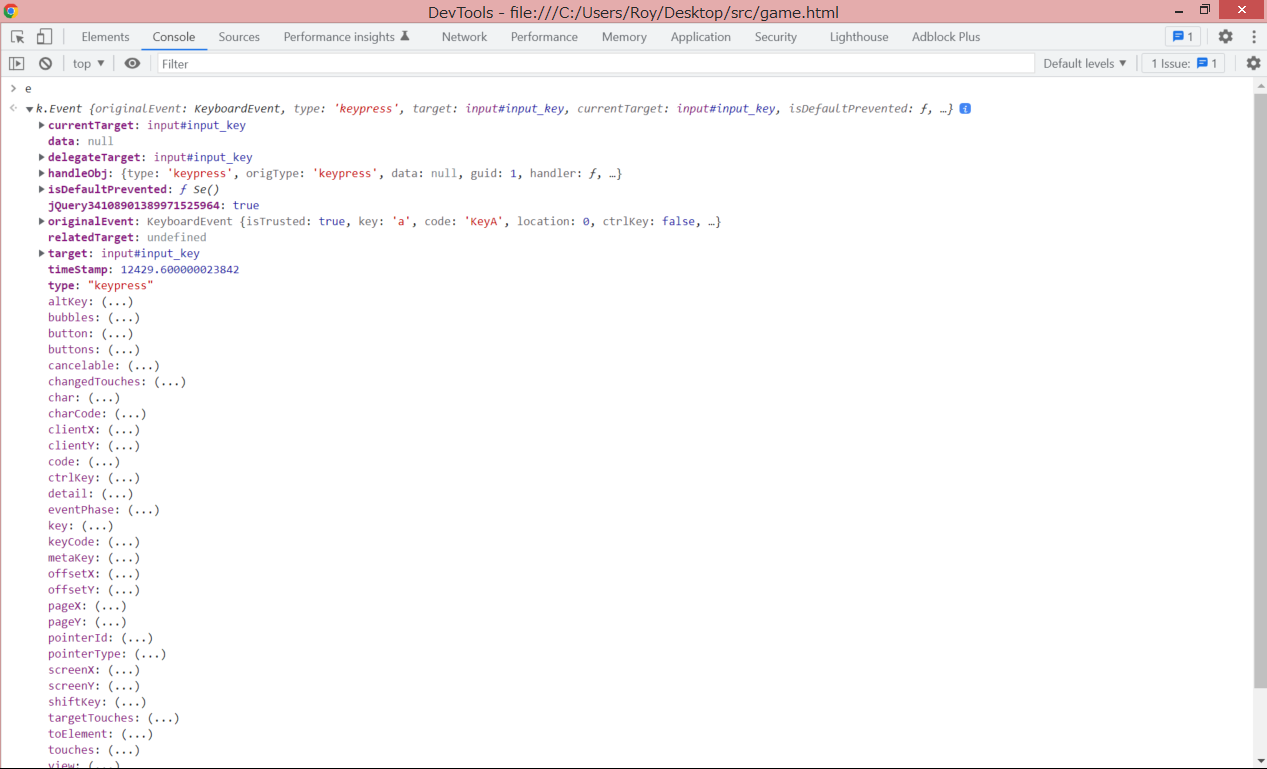 DevTools - file:///C:/Users/Roy/Desktop/src/game.html
Elements Console Sources Performance insights Network Performance Memory Application Security Lighthouse Adblock Plus 1
top ▼ Filter Default levels ▼ 1 Issue: 1
> e
k.Event {originalEvent: KeyboardEvent, type: 'keypress', target: input#input_key, currentTarget: input#input_key, isDefaultPrevented: ƒ, …} i
currentTarget: input#input_key
data: null
delegateTarget: input#input_key
handleObj: {type: 'keypress', origType: 'keypress', data: null, guid: 1, handler: ƒ, …}
isDefaultPrevented: ƒ Se()
jQuery34108901389971525964: true
originalEvent: KeyboardEvent {isTrusted: true, key: 'a', code: 'KeyA', location: 0, ctrlKey: false, …}
relatedTarget: undefined
target: input#input_key
timeStamp: 12429.600000023842
type: "keypress"
altKey: (...)
bubbles: (...)
button: (...)
buttons: (...)
cancelable: (...)
changedTouches: (...)
char: (...)
charCode: (...)
clientX: (...)
clientY: (...)
code: (...)
ctrlKey: (...)
detail: (...)
eventPhase: (...)
key: (...)
keyCode: (...)
metaKey: (...)
offsetX: (...)
offsetY: (...)
pageX: (...)
pageY: (...)
pointerId: (...)
pointerType: (...)
screenX: (...)
screenY: (...)
shiftKey: (...)
targetTouches: (...)
toElement: (...)
touches: (...)
view: (...)